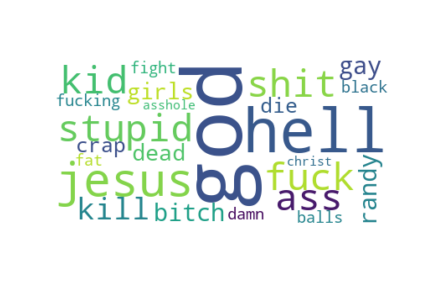 kid fight girls god shit gay
fucking asshole die black
stupid hell
crap dead christ
fat
jesus fuck randy
kill bitch damn ass balls